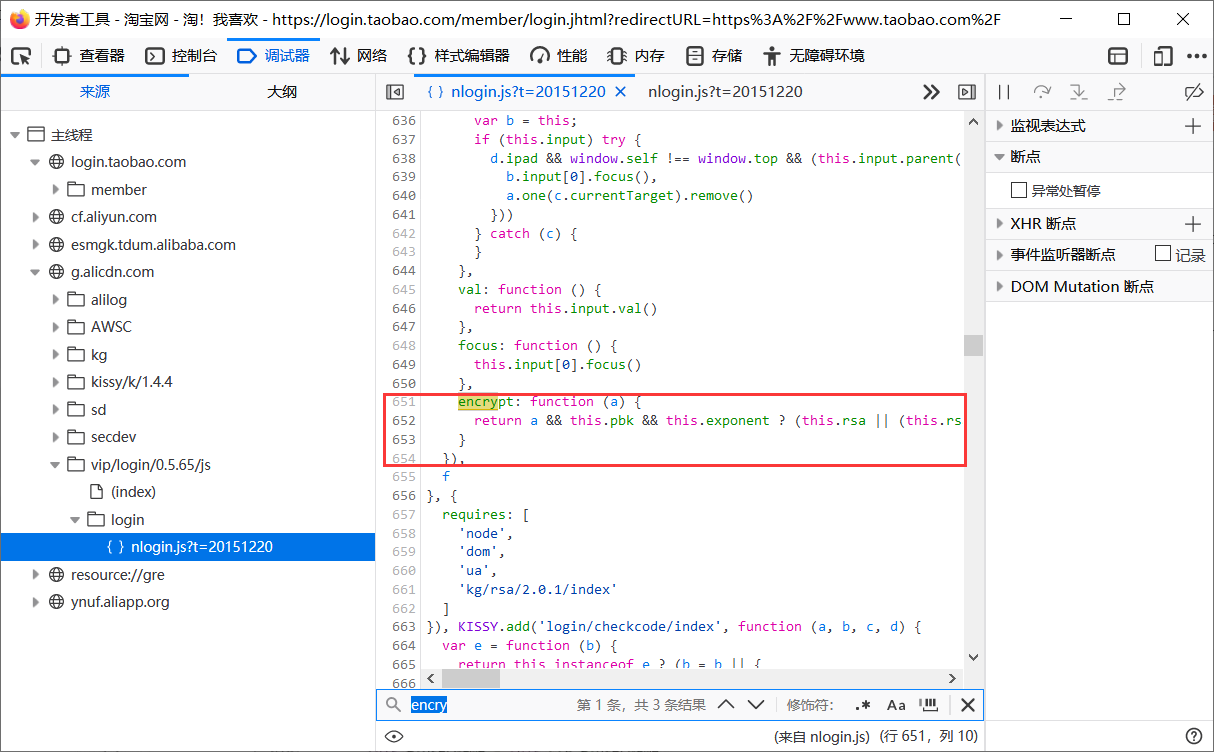 开发者工具 - 淘宝网 - 淘！我喜欢 - https://login.taobao.com/member/login.jhtml?redirectURL=https%3A%2F%2Fwww.taobao.com%2F
查看器 控制台 调试器 网络 {} 样式编辑器 性能 内存 存储 无障碍环境
来源 大纲
{ } nlogin.js?t=20151220 nlogin.js?t=20151220
主线程
login.taobao.com
member
cf.aliyun.com
esmgk.tdum.alibaba.com
g.alicdn.com
alilog
AWSC
kg
kissy/k/1.4.4
sd
secdev
vip/login/0.5.65/js
(index)
login
{ } nlogin.js?t=20151220
resource://gre
ynuf.aliapp.org
636 var b = this;
637 if (this.input) try {
638 d.ipad && window.self !== window.top && (this.input.parent(
639 b.input[0].focus(),
640 a.one(c.currentTarget).remove()
641 }))
642 } catch (c) {
643 }
644 },
645 val: function () {
646 return this.input.val()
647 },
648 focus: function () {
649 this.input[0].focus()
650 },
651 encrypt: function (a) {
652 return a && this.pbk && this.exponent ? (this.rsa || (this.rs
653 }
654 }),
655 f
656 }, {
657 requires: [
658 'node',
659 'dom',
660 'ua',
661 'kg/rsa/2.0.1/index'
662 ]
663 }), KISSY.add('login/checkcode/index', function (a, b, c, d) {
664 var e = function (b) {
665 return this instanceof e ? (b = b || {
666
encry 第 1 条，共 3 条结果 修饰符： .* Aa
(来自 nlogin.js) (行 651，列 10)
监视表达式
断点
异常处暂停
XHR 断点
事件监听器断点 记录
DOM Mutation 断点